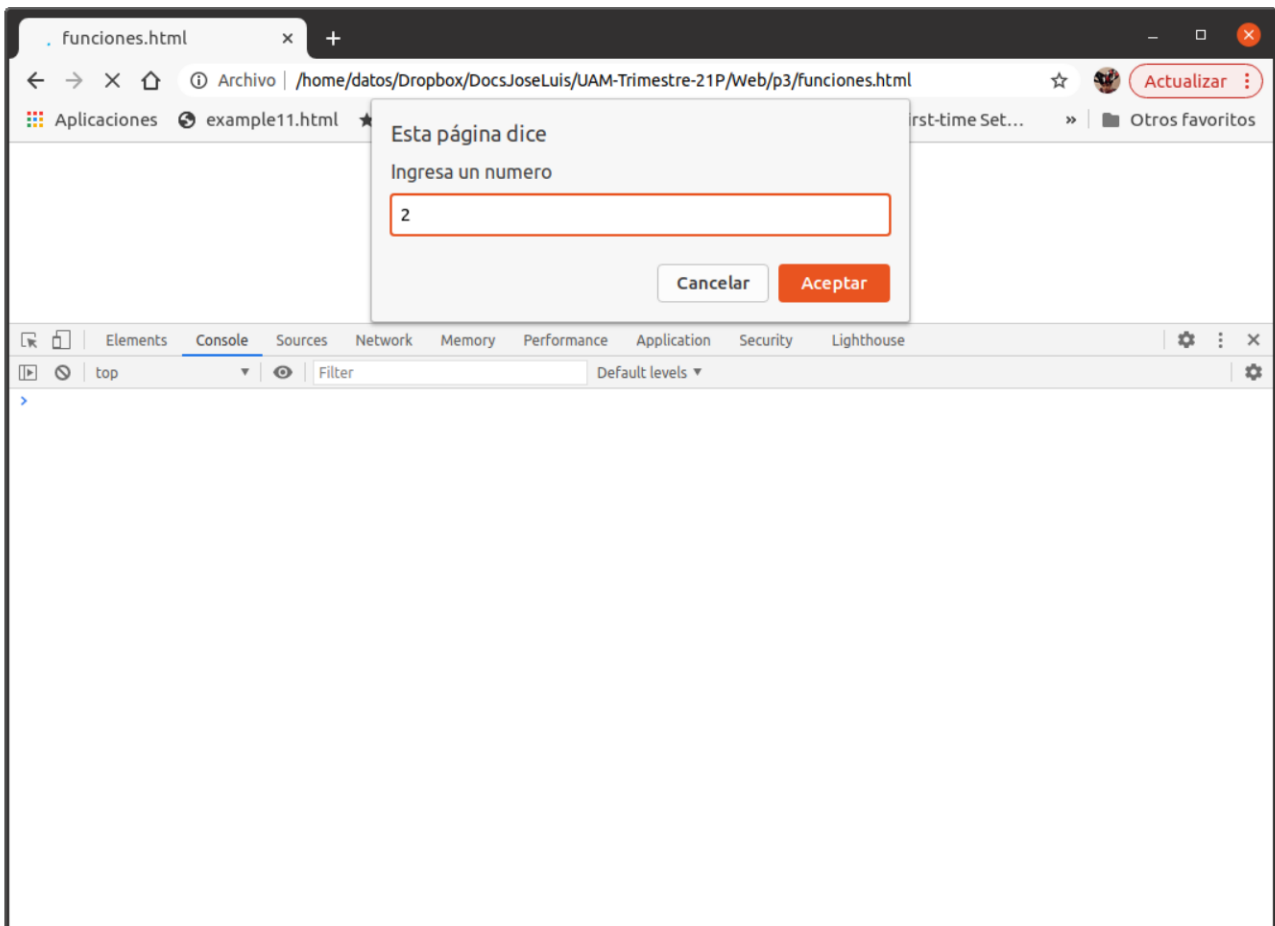 funciones.html
Archivo | /home/datos/Dropbox/DocsJoseLuis/UAM-Trimestre-21P/Web/p3/funciones.html Actualizar
Aplicaciones example11.html irst-time Set... » Otros favoritos
Esta página dice
Ingresa un numero
2
Cancelar Aceptar
Elements Console Sources Network Memory Performance Application Security Lighthouse
top Filter Default levels
>